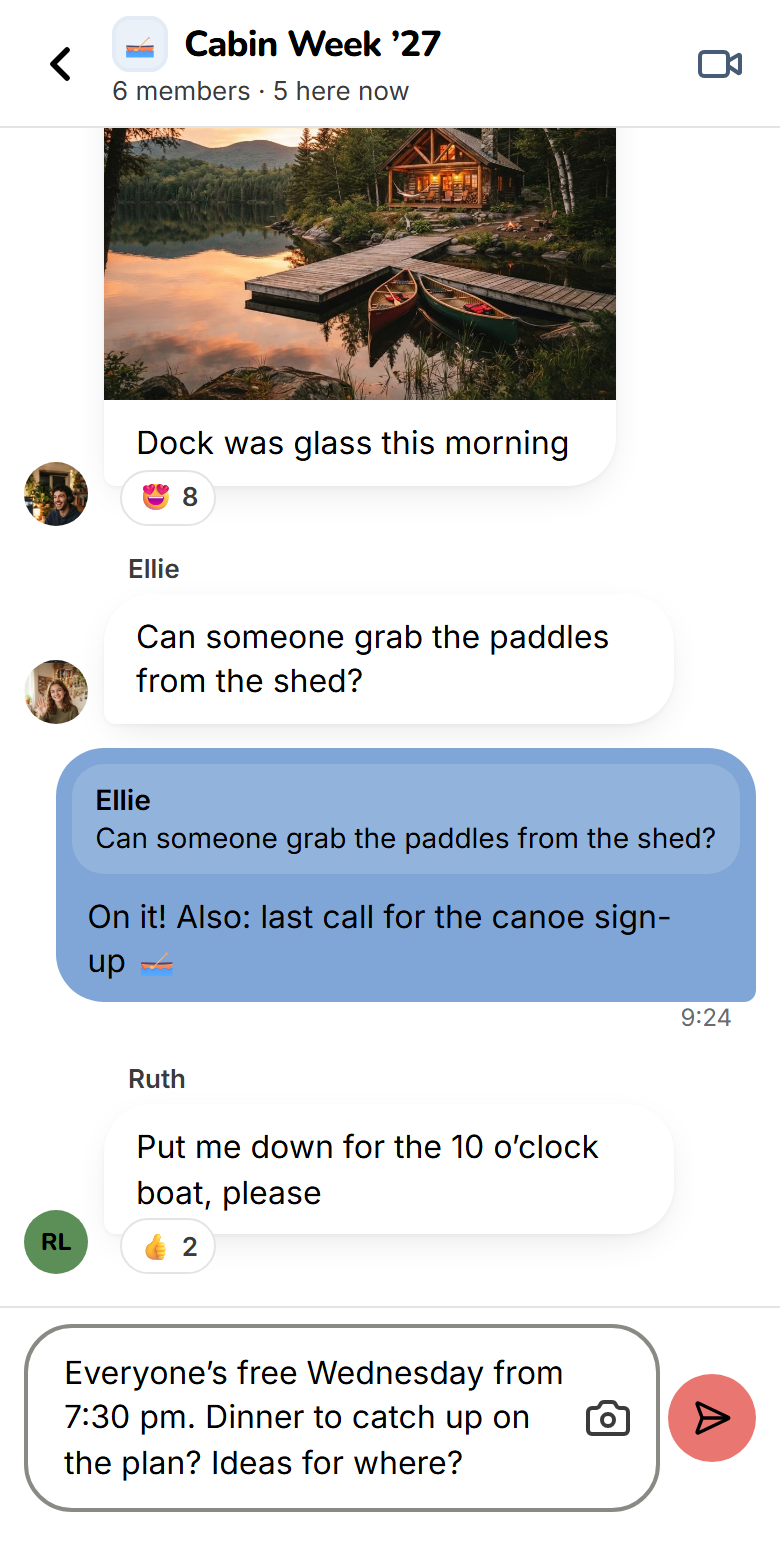 Cabin Week ’27
6 members · 5 here now
Dock was glass this morning
😍 8
Ellie
Can someone grab the paddles
from the shed?
Ellie
Can someone grab the paddles from the shed?
On it! Also: last call for the canoe sign-
up 🛶
9:24
Ruth
Put me down for the 10 o’clock
boat, please
RL
👍 2
Everyone’s free Wednesday from
7:30 pm. Dinner to catch up on
the plan? Ideas for where?